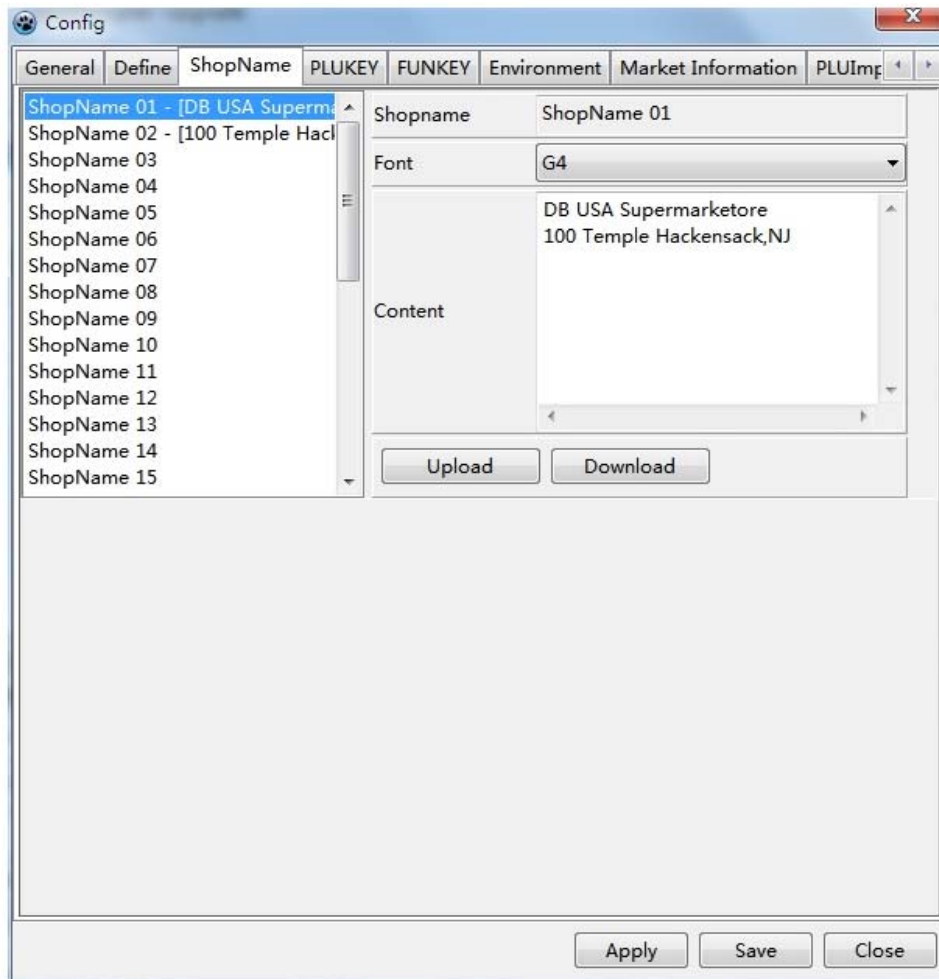 Config
General Define ShopName PLUKEY FUNKEY Environment Market Information PLUImp
ShopName 01 - [DB USA Superma
ShopName 02 - [100 Temple Hack
ShopName 03
ShopName 04
ShopName 05
ShopName 06
ShopName 07
ShopName 08
ShopName 09
ShopName 10
ShopName 11
ShopName 12
ShopName 13
ShopName 14
ShopName 15
Shopname ShopName 01
Font G4
Content
DB USA Supermarketore
100 Temple Hackensack,NJ
Upload Download
Apply Save Close